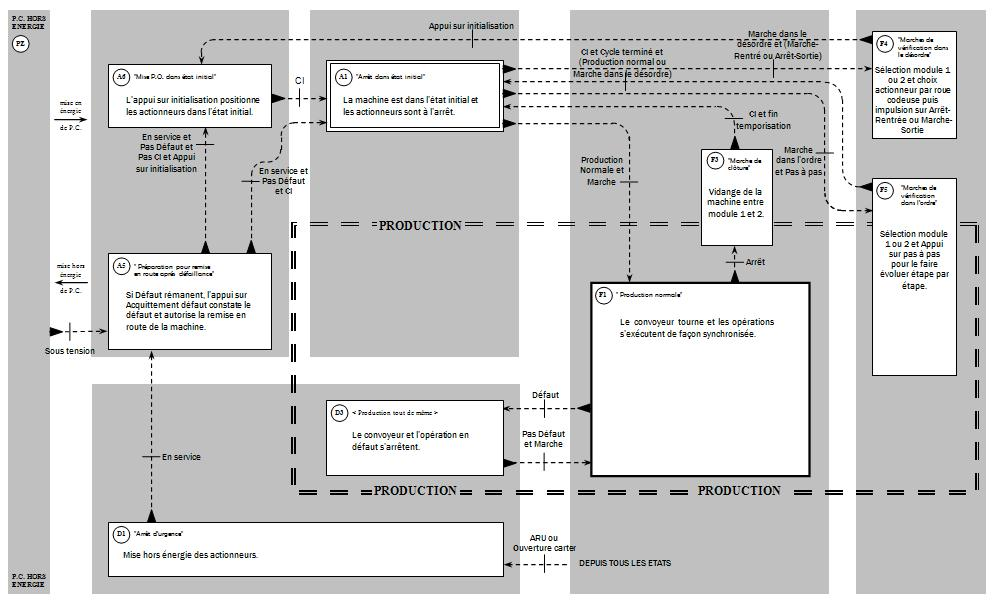 P.C. HORS
ENERGIE
PZ
mise en
énergie
de P.C.
mise hors
énergie
de P.C.
Sous tension
P.C. HORS
ENERGIE
Appui sur initialisation
A6 "Mise P.O. dans état initial"
L'appui sur initialisation positionne
les actionneurs dans l'état initial.
CI
A1 "Arrêt dans état initial"
La machine est dans l'état initial et
les actionneurs sont à l'arrêt.
CI et Cycle terminé et
(Production normal ou
Marche dans le désordre)
Marche dans le
désordre et (Marche-
Rentré ou Arrêt-Sortie)
F4 "Marches de
vérification dans
le désordre"
Sélection module 1
ou 2 et choix
actionneur par roue
codeuse puis
impulsion sur Arrêt-
Rentrée ou Marche-
Sortie
En service et
Pas Défaut et
Pas CI et Appui
sur initialisation
En service et
Pas Défaut
et CI
Production
Normale et
Marche
CI et fin
temporisation
Marche
dans l'ordre
et Pas à pas
F3 "Marche de
clôture"
Vidange de la
machine entre
module 1 et 2.
F5 "Marches de
vérification
dans l'ordre"
Sélection module
1 ou 2 et Appui
sur pas à pas
pour le faire
évoluer étape par
étape.
PRODUCTION
Arrêt
A5 " Préparation pour remise
en route après défaillance"
Si Défaut rémanent, l'appui sur
Acquittement défaut constate le
défaut et autorise la remise en
route de la machine.
F1 " Production normale"
Le convoyeur tourne et les opérations
s'exécutent de façon synchronisée.
D3 < Production tout de même >
Le convoyeur et l'opération en
défaut s'arrêtent.
Défaut
Pas Défaut
et Marche
En service
PRODUCTION
PRODUCTION
D1 "Arrêt d'urgence"
Mise hors énergie des actionneurs.
ARU ou
Ouverture carter
DEPUIS TOUS LES ETATS